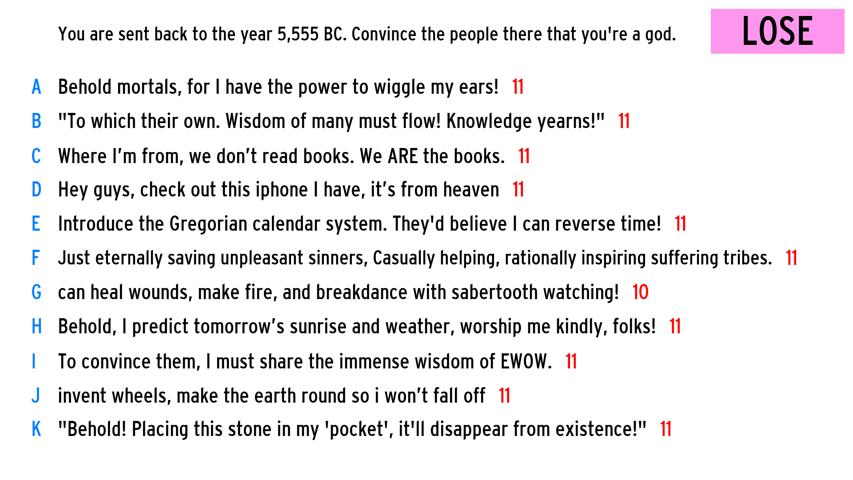 You are sent back to the year 5,555 BC. Convince the people there that you're a god.
LOSE
A Behold mortals, for I have the power to wiggle my ears! 11
B "To which their own. Wisdom of many must flow! Knowledge yearns!" 11
C Where I’m from, we don’t read books. We ARE the books. 11
D Hey guys, check out this iphone I have, it’s from heaven 11
E Introduce the Gregorian calendar system. They'd believe I can reverse time! 11
F Just eternally saving unpleasant sinners, Casually helping, rationally inspiring suffering tribes. 11
G can heal wounds, make fire, and breakdance with sabertooth watching! 10
H Behold, I predict tomorrow’s sunrise and weather, worship me kindly, folks! 11
I To convince them, I must share the immense wisdom of EWOW. 11
J invent wheels, make the earth round so i won’t fall off 11
K "Behold! Placing this stone in my 'pocket', it'll disappear from existence!" 11